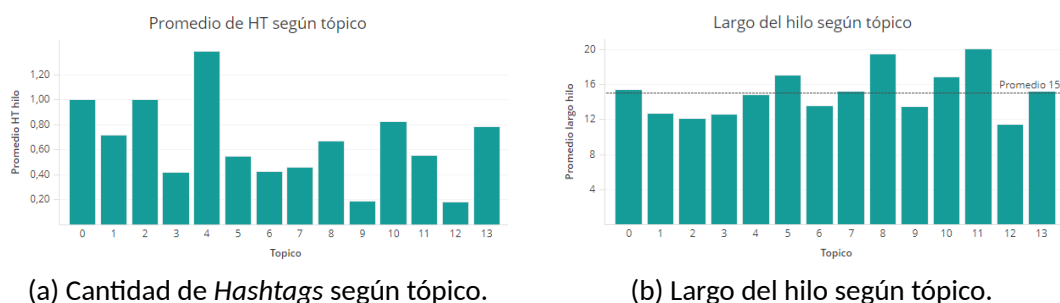 Promedio de HT según tópico
Promedio HT hilo
1,20
1,00
0,80
0,60
0,40
0,20
0 1 2 3 4 5 6 7 8 9 10 11 12 13
Topico
(a) Cantidad de Hashtags según tópico.
Largo del hilo según tópico
Promedio largo hilo
20
16
12
8
4
Promedio 15
0 1 2 3 4 5 6 7 8 9 10 11 12 13
Topico
(b) Largo del hilo según tópico.